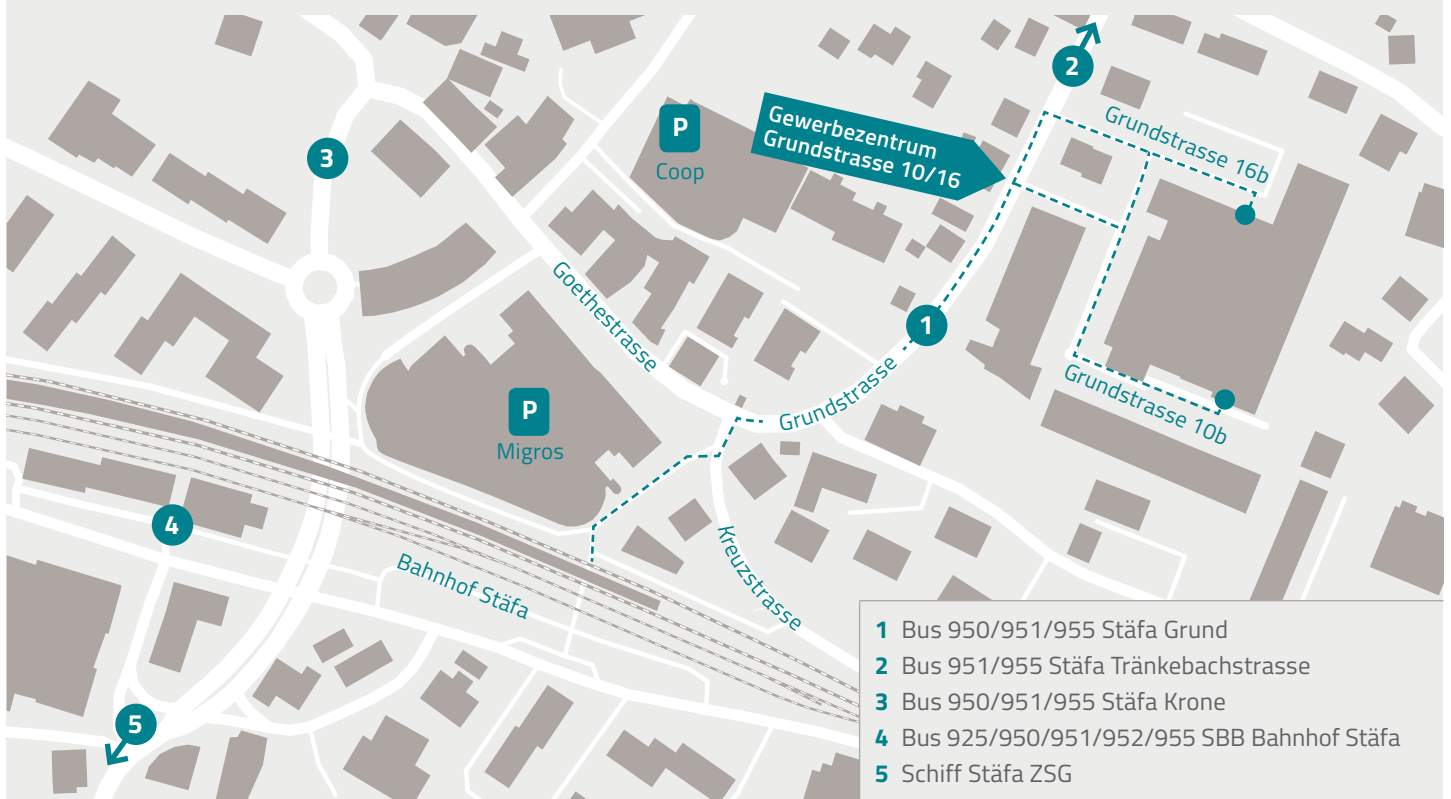 2
P
Coop
Gewerbezentrum
Grundstrasse 10/16
Grundstrasse 16b
3
Goethestrasse
1
P
Migros
Grundstrasse
Grundstrasse 10b
4
Bahnhof Stäfa
Kreuzstrasse
5
1 Bus 950/951/955 Stäfa Grund
2 Bus 951/955 Stäfa Tränkebachstrasse
3 Bus 950/951/955 Stäfa Krone
4 Bus 925/950/951/952/955 SBB Bahnhof Stäfa
5 Schiff Stäfa ZSG